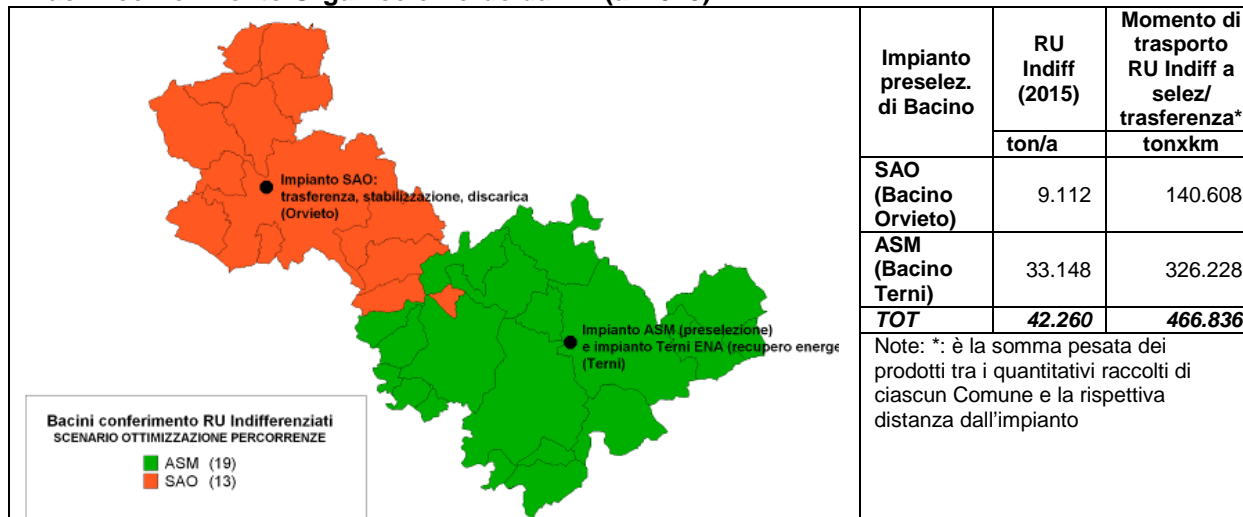 Impianto SAO:
trasferenza, stabilizzazione, discarica
(Orvieto)
Impianto ASM (preselezione)
e impianto Terni ENA (recupero energe
(Terni)
Bacini conferimento RU Indifferenziati
SCENARIO OTTIMIZZAZIONE PERCORRENZE
ASM (19)
SAO (13)
Impianto preselez. di Bacino
RU Indiff (2015)
Momento di trasporto RU Indiff a selez/ trasferenza*
ton/a
tonxkm
SAO (Bacino Orvieto)
9.112
140.608
ASM (Bacino Terni)
33.148
326.228
TOT
42.260
466.836
Note: *: è la somma pesata dei
prodotti tra i quantitativi raccolti di
ciascun Comune e la rispettiva
distanza dall'impianto